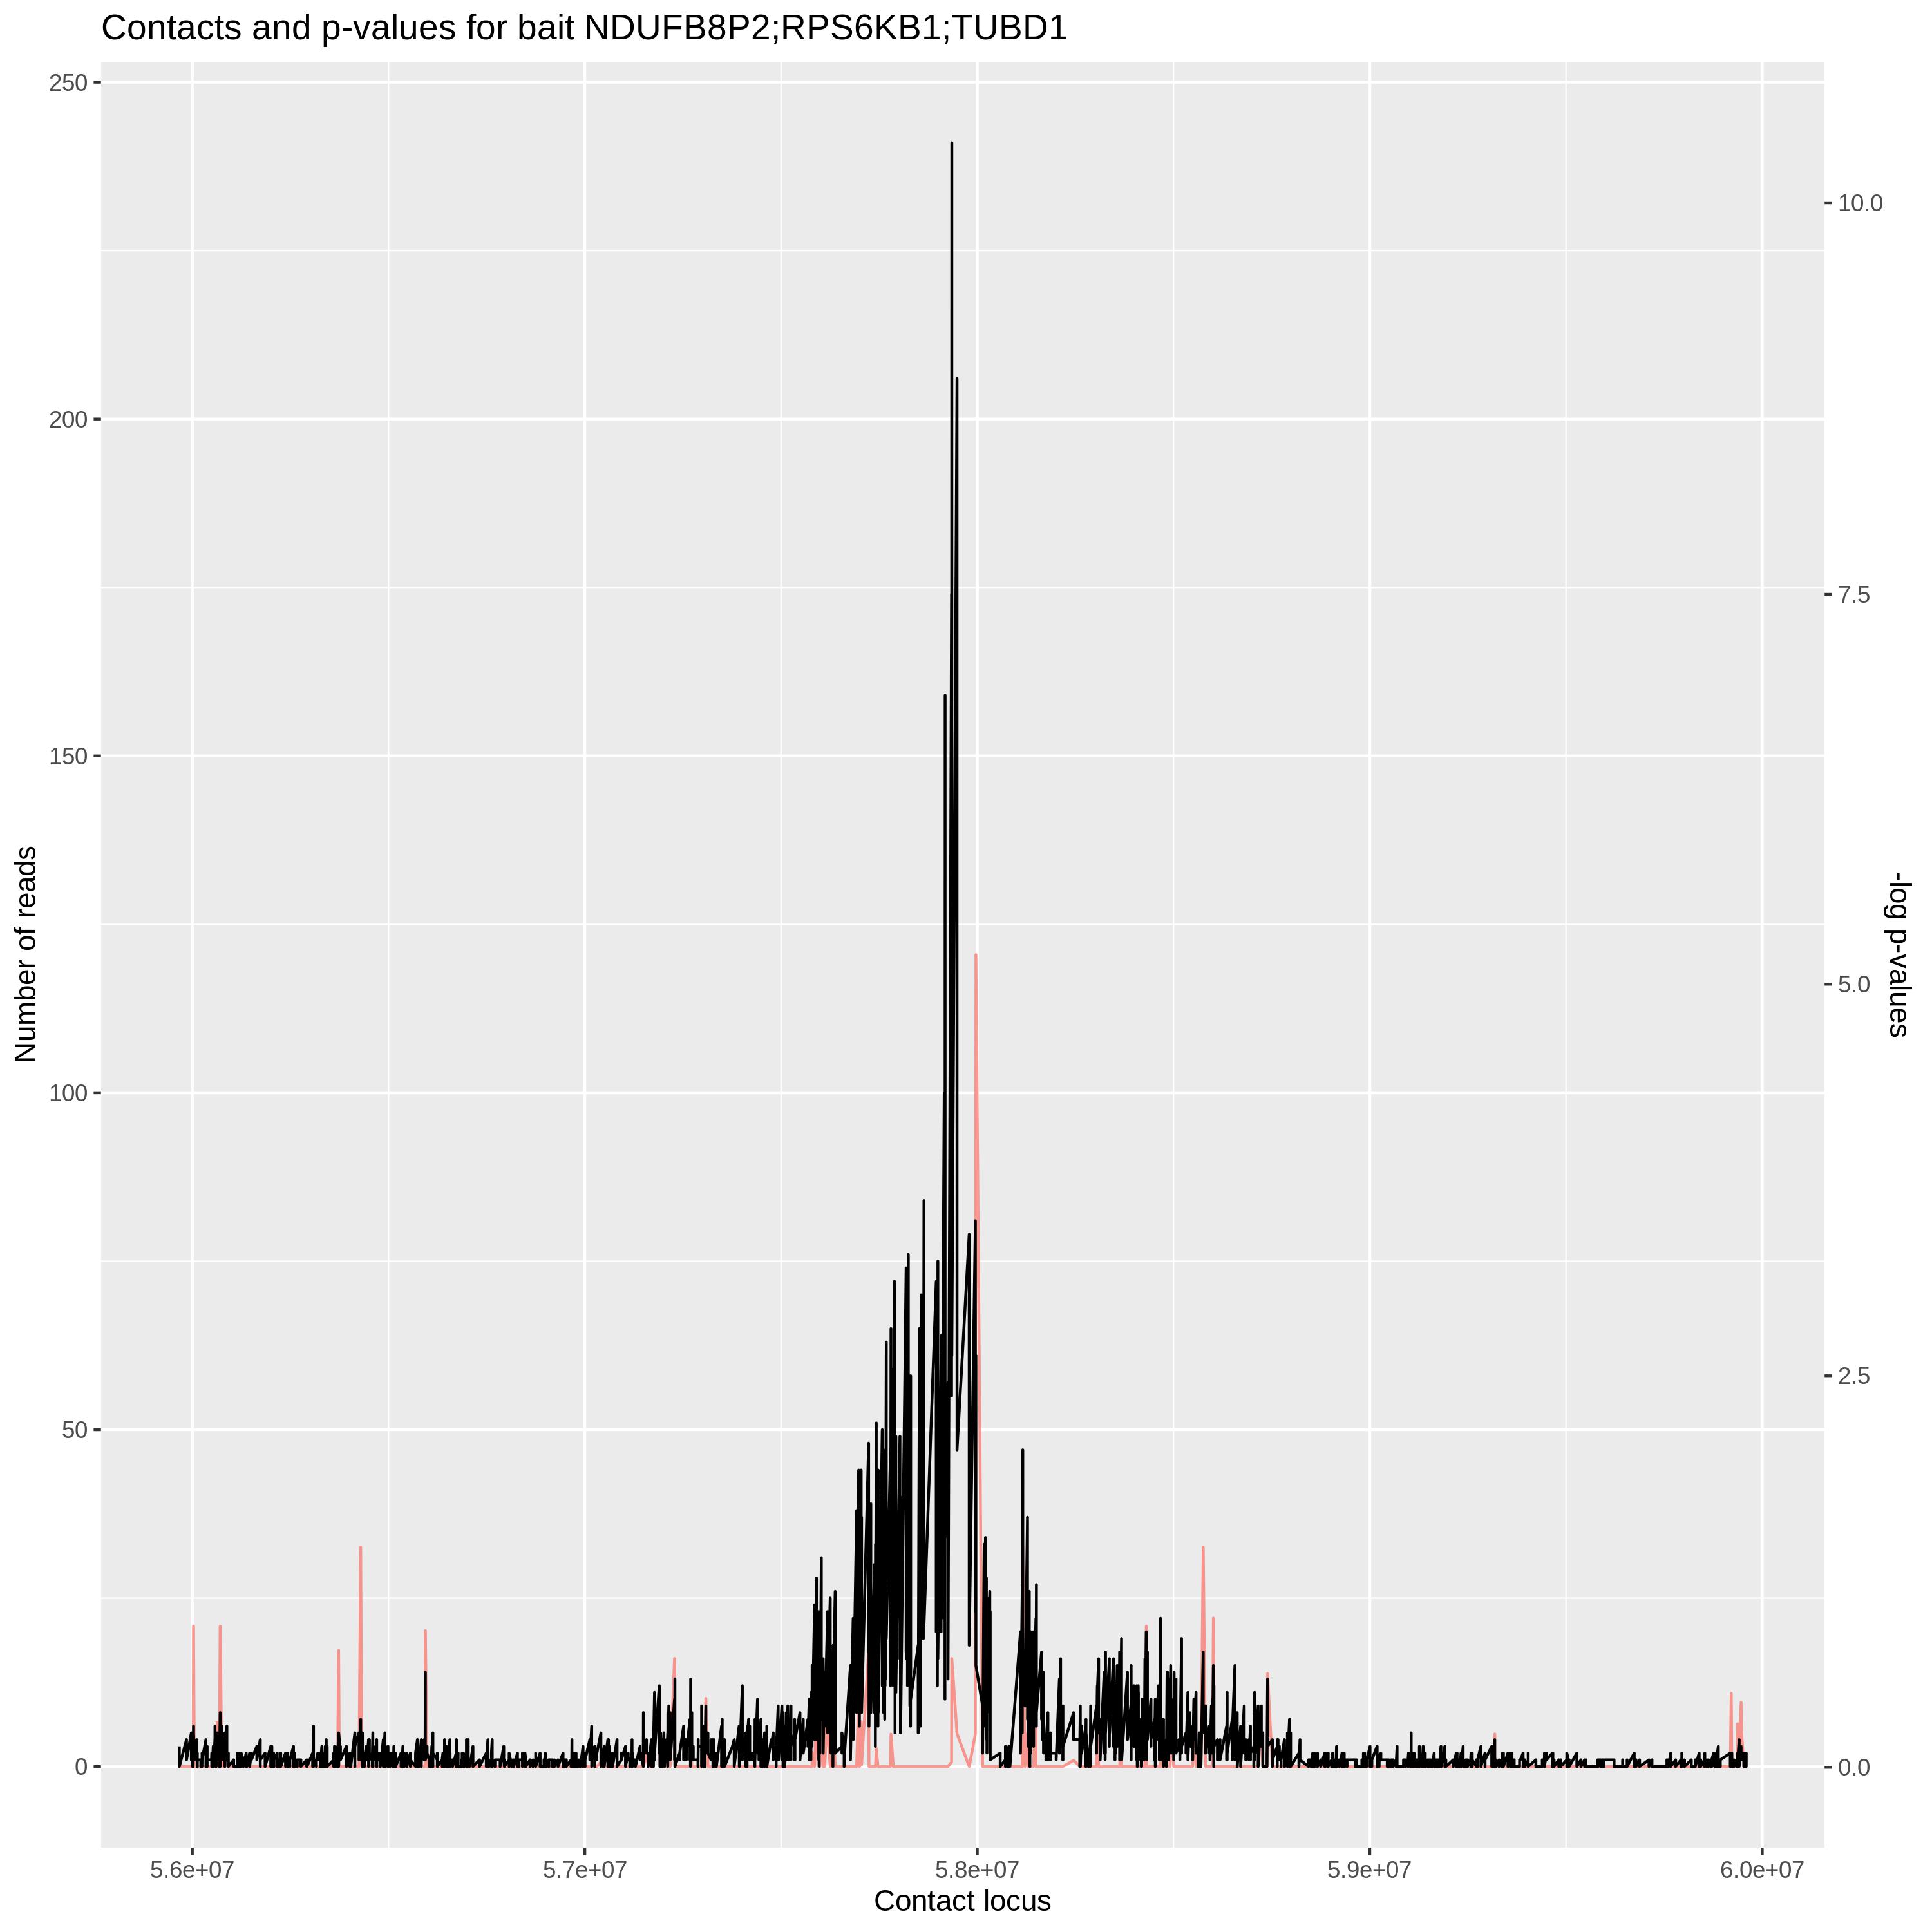 Contacts and p-values for bait NDUFB8P2;RPS6KB1;TUBD1
250
200
150
100
50
0
Number of reads
10.0
7.5
5.0
2.5
0.0
-log p-values
5.6e+07 5.7e+07 5.8e+07 5.9e+07 6.0e+07
Contact locus